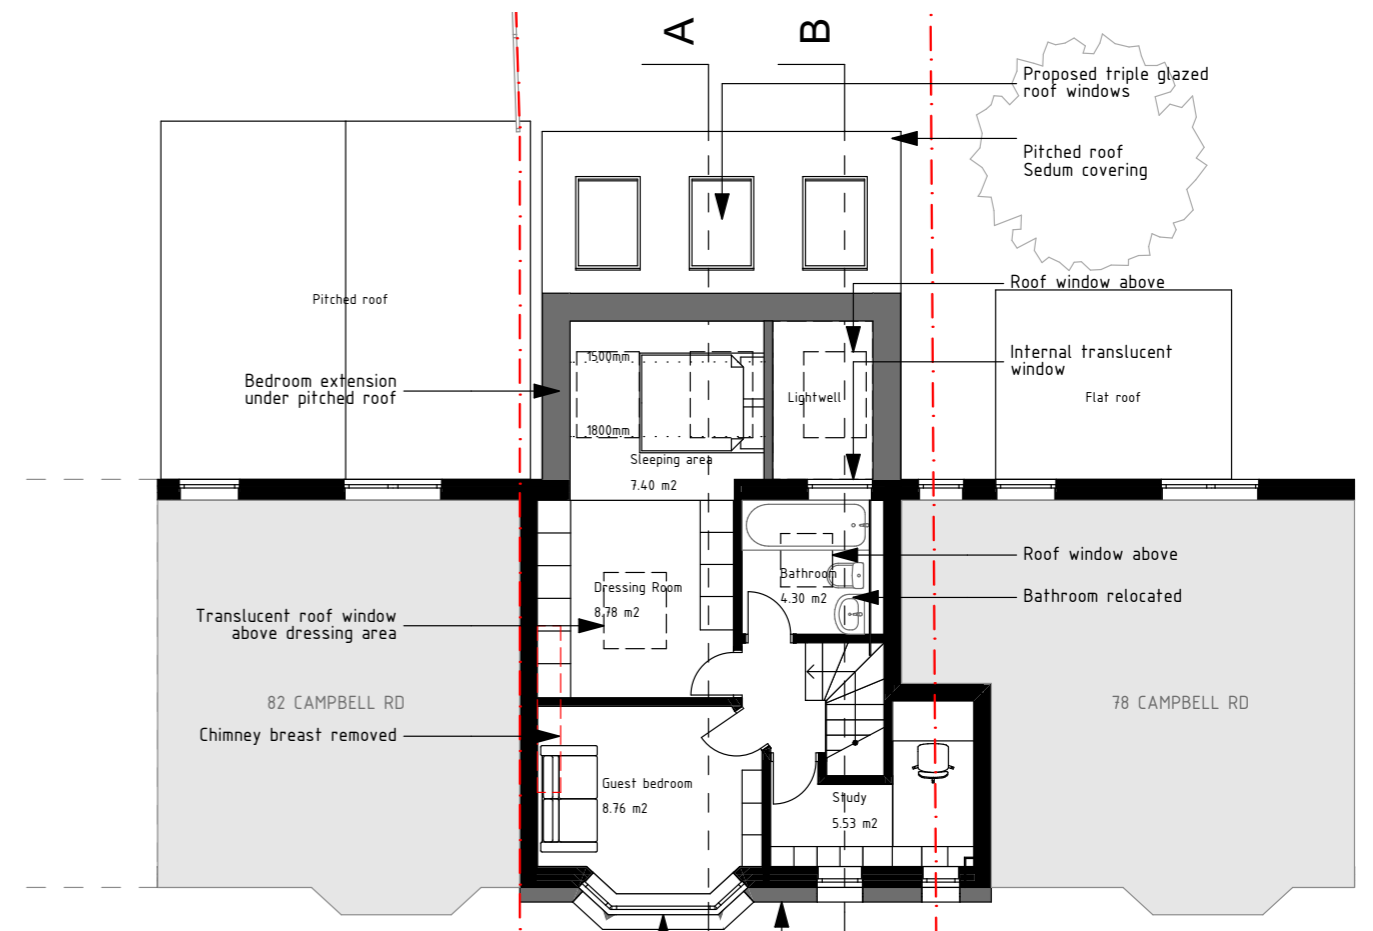 A
B
Proposed triple glazed
roof windows
Pitched roof
Sedum covering
Roof window above
Pitched roof
Internal translucent
window
1500mm
Bedroom extension
under pitched roof
Lightwell
Flat roof
1800mm
Sleeping area
7.40 m2
Roof window above
Bathroom
4.30 m2
Bathroom relocated
Dressing Room
8.78 m2
Translucent roof window
above dressing area
82 CAMPBELL RD
78 CAMPBELL RD
Chimney breast removed
Guest bedroom
8.76 m2
Study
5.53 m2